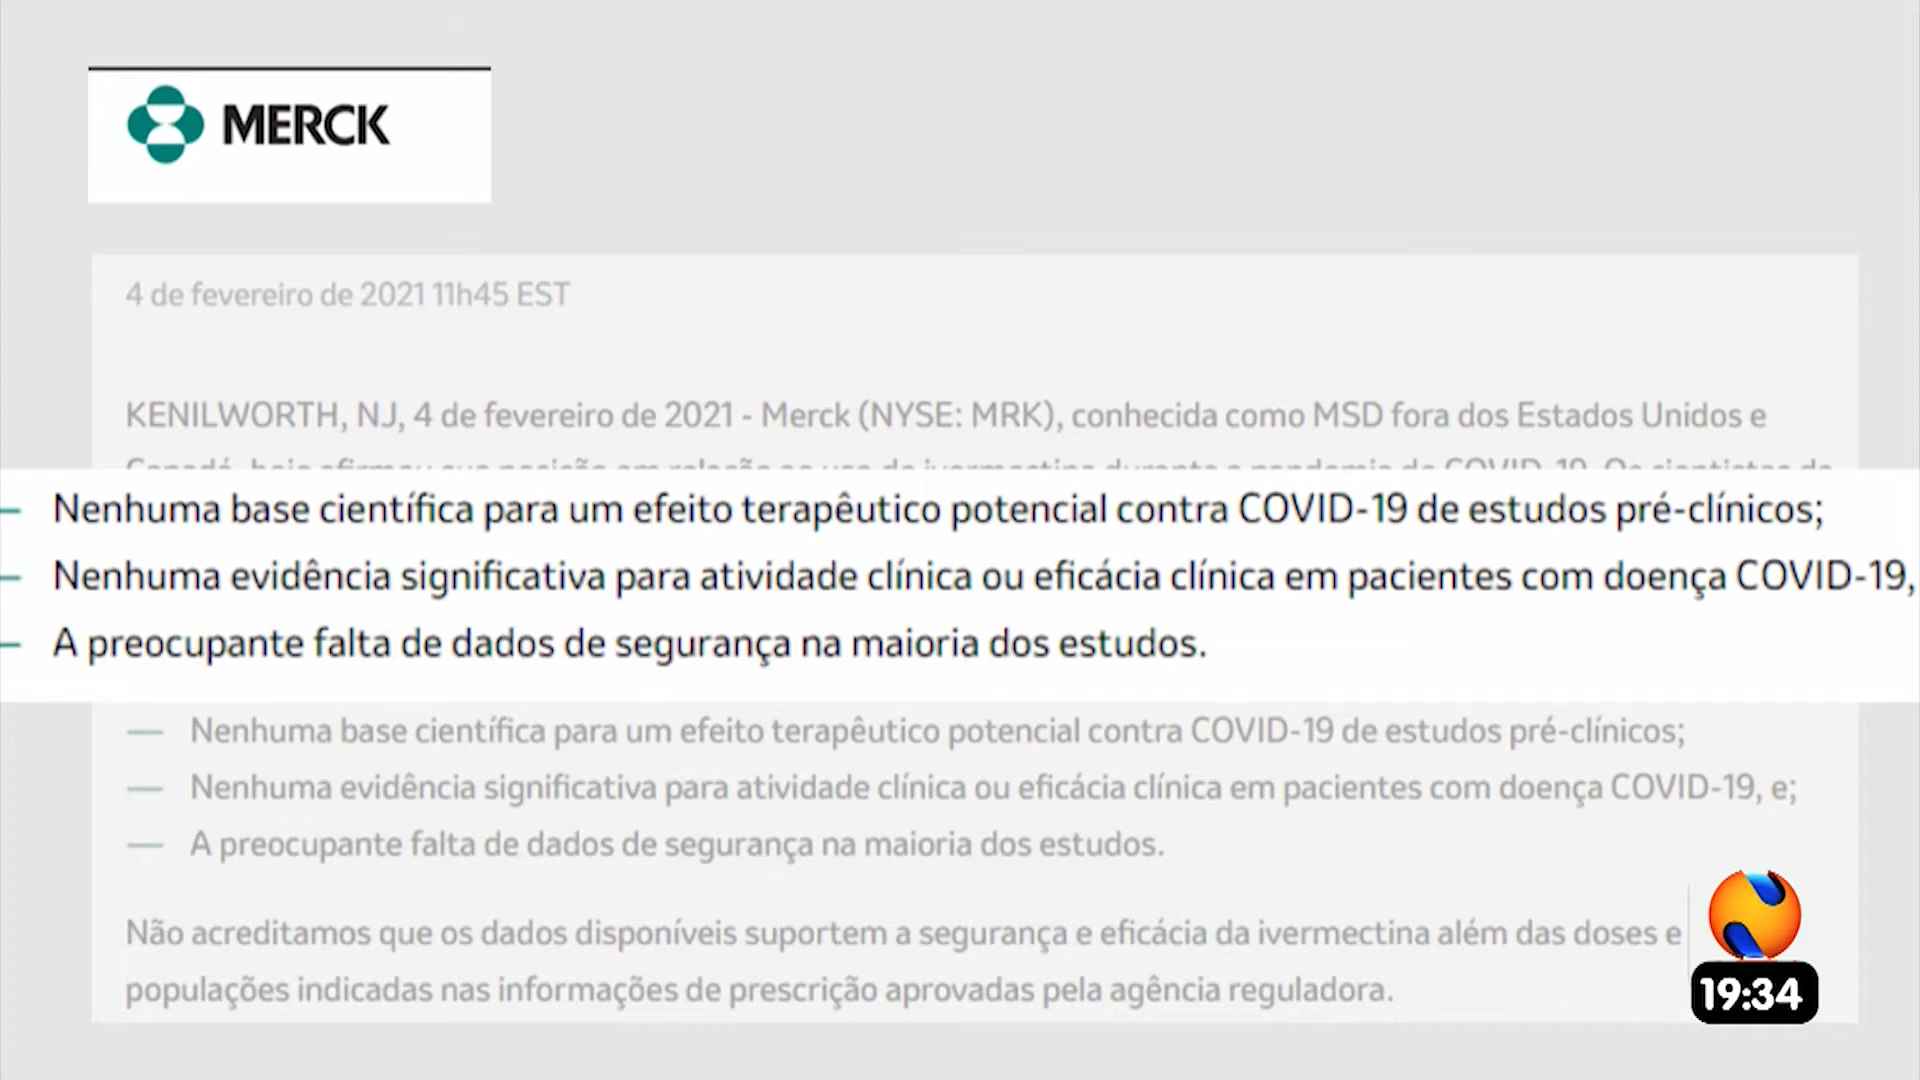 MERCK
4 de fevereiro de 2021 11h45 EST
KENILWORTH, NJ, 4 de fevereiro de 2021 - Merck (NYSE: MRK), conhecida como MSD fora dos Estados Unidos e
— Nenhuma base científica para um efeito terapêutico potencial contra COVID-19 de estudos pré-clínicos;
— Nenhuma evidência significativa para atividade clínica ou eficácia clínica em pacientes com doença COVID-19,
— A preocupante falta de dados de segurança na maioria dos estudos.
— Nenhuma base científica para um efeito terapêutico potencial contra COVID-19 de estudos pré-clínicos;
— Nenhuma evidência significativa para atividade clínica ou eficácia clínica em pacientes com doença COVID-19, e;
— A preocupante falta de dados de segurança na maioria dos estudos.
Não acreditamos que os dados disponíveis suportem a segurança e eficácia da ivermectina além das doses e
populações indicadas nas informações de prescrição aprovadas pela agência reguladora.
19:34